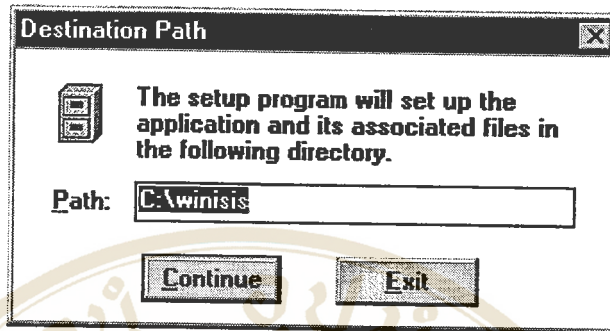 Destination Path
The setup program will set up the
application and its associated files in
the following directory.
Path: C:\winisis
Continue Exit